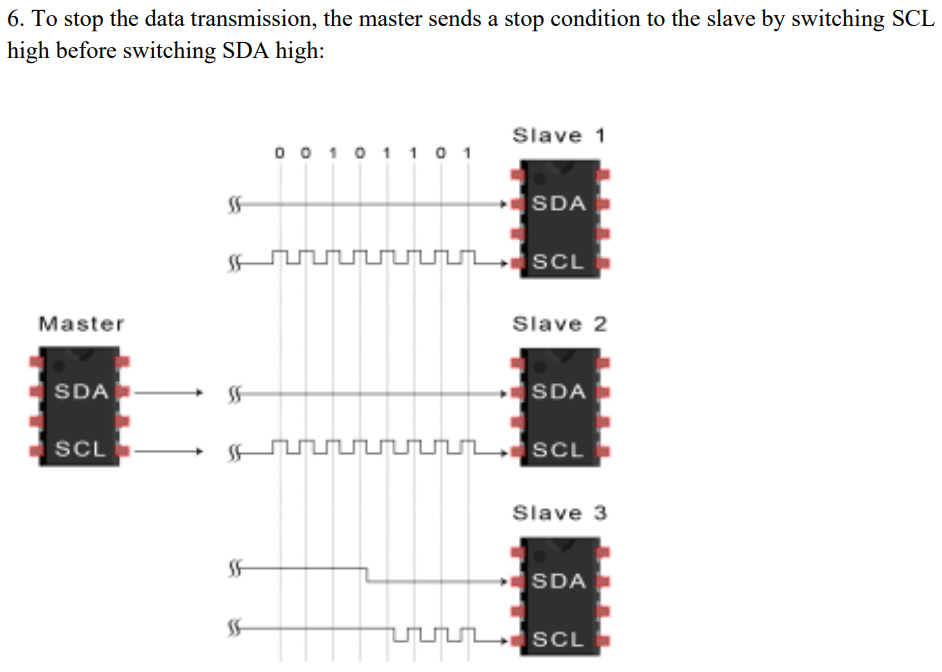 6. To stop the data transmission, the master sends a stop condition to the slave by switching SCL
high before switching SDA high:
Slave 1
0 0 1 0 1 1 0 1
SDA
SCL
Master
Slave 2
SDA
SDA
SCL
SCL
Slave 3
SDA
SCL